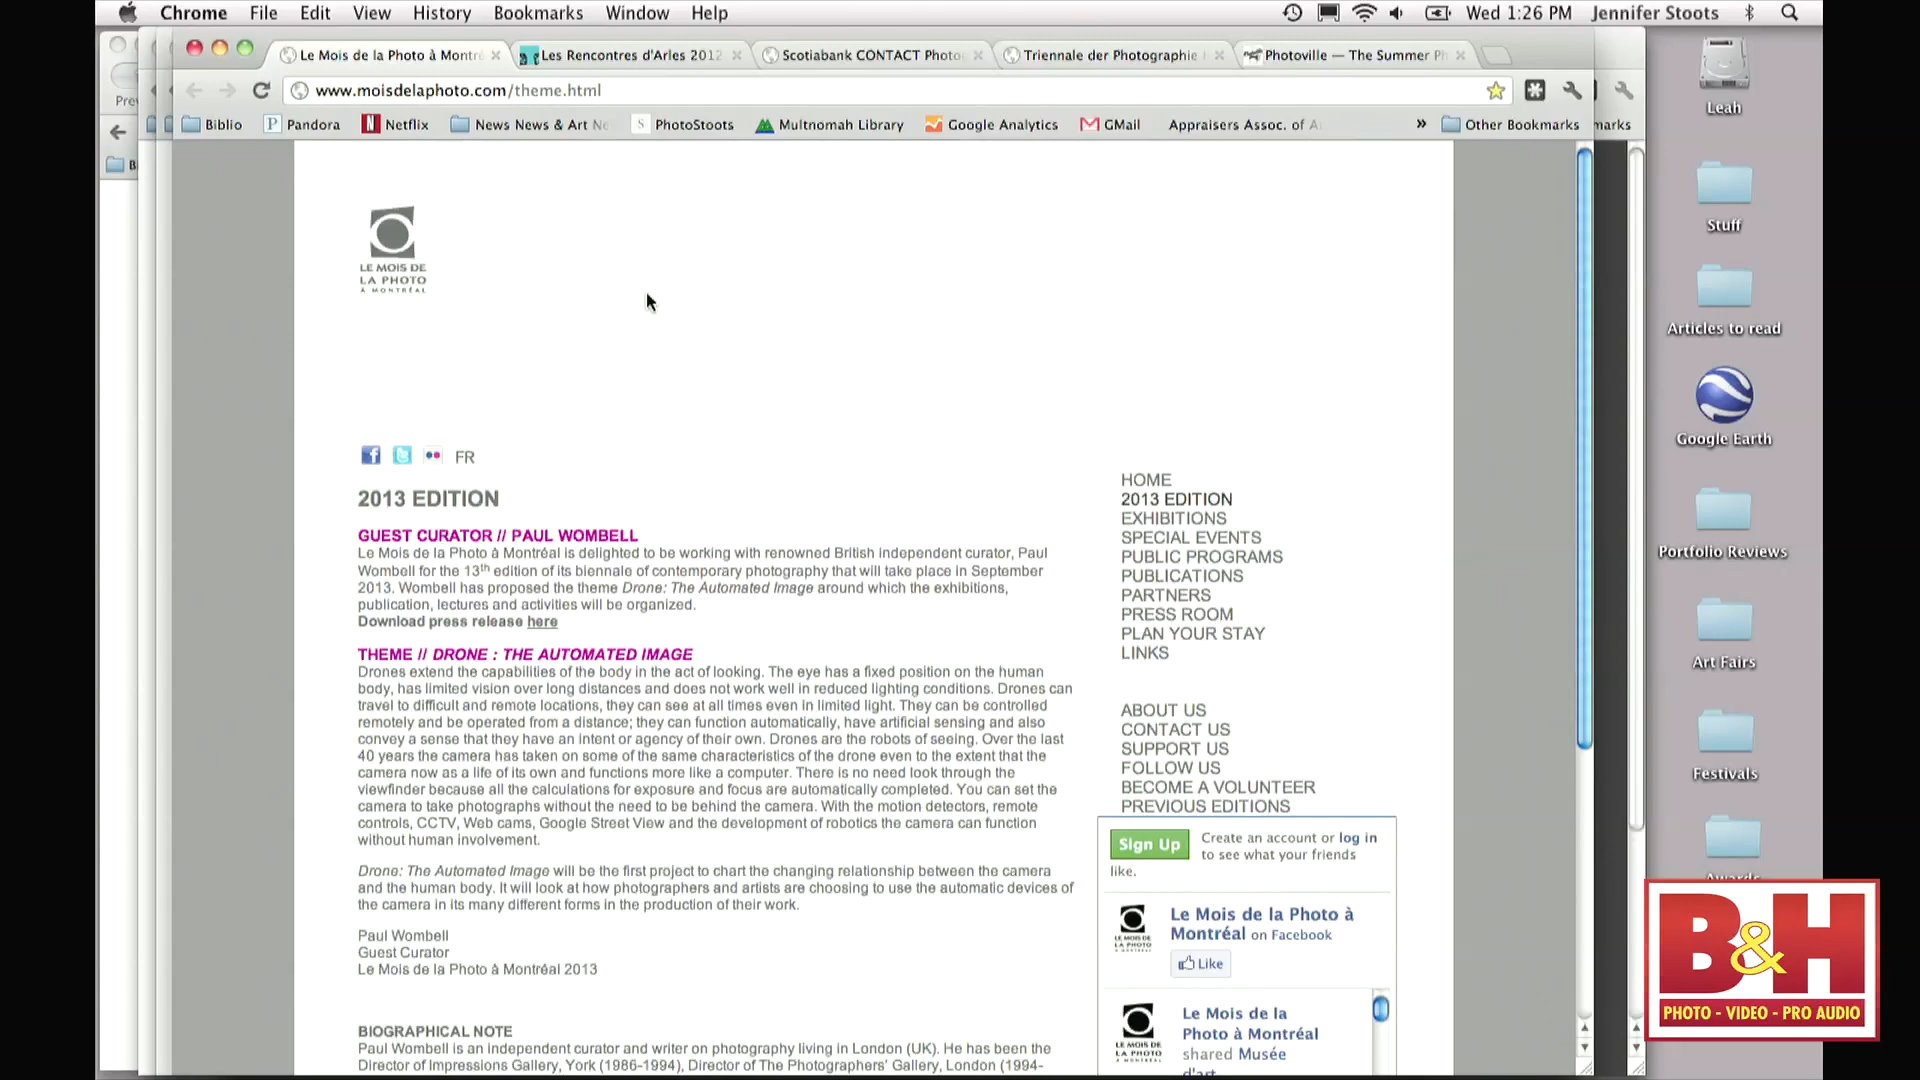 Chrome File Edit View History Bookmarks Window Help Wed 1:26 PM Jennifer Stoots
Le Mois de la Photo à Montré Les Rencontres d'Arles 2012 Scotiabank CONTACT Photo Triennale der Photographie Photoville — The Summer Ph
www.moisdelaphoto.com/theme.html
Biblio Pandora Netflix News News & Art Ne PhotoStoots Multnomah Library Google Analytics GMail Appraisers Assoc. of A » Other Bookmarks marks
Prev
B
Leah
Stuff
Articles to read
Google Earth
Portfolio Reviews
Art Fairs
Festivals
Awards
LE MOIS DE
LA PHOTO
À MONTRÉAL
FR
2013 EDITION
GUEST CURATOR // PAUL WOMBELL
Le Mois de la Photo à Montréal is delighted to be working with renowned British independent curator, Paul
Wombell for the 13th edition of its biennale of contemporary photography that will take place in September
2013. Wombell has proposed the theme Drone: The Automated Image around which the exhibitions,
publication, lectures and activities will be organized.
Download press release here
THEME // DRONE : THE AUTOMATED IMAGE
Drones extend the capabilities of the body in the act of looking. The eye has a fixed position on the human
body, has limited vision over long distances and does not work well in reduced lighting conditions. Drones can
travel to difficult and remote locations, they can see at all times even in limited light. They can be controlled
remotely and be operated from a distance; they can function automatically, have artificial sensing and also
convey a sense that they have an intent or agency of their own. Drones are the robots of seeing. Over the last
40 years the camera has taken on some of the same characteristics of the drone even to the extent that the
camera now as a life of its own and functions more like a computer. There is no need look through the
viewfinder because all the calculations for exposure and focus are automatically completed. You can set the
camera to take photographs without the need to be behind the camera. With the motion detectors, remote
controls, CCTV, Web cams, Google Street View and the development of robotics the camera can function
without human involvement.
Drone: The Automated Image will be the first project to chart the changing relationship between the camera
and the human body. It will look at how photographers and artists are choosing to use the automatic devices of
the camera in its many different forms in the production of their work.
Paul Wombell
Guest Curator
Le Mois de la Photo à Montréal 2013
BIOGRAPHICAL NOTE
Paul Wombell is an independent curator and writer on photography living in London (UK). He has been the
Director of Impressions Gallery, York (1986-1994), Director of The Photographers' Gallery, London (1994-
HOME
2013 EDITION
EXHIBITIONS
SPECIAL EVENTS
PUBLIC PROGRAMS
PUBLICATIONS
PARTNERS
PRESS ROOM
PLAN YOUR STAY
LINKS
ABOUT US
CONTACT US
SUPPORT US
FOLLOW US
BECOME A VOLUNTEER
PREVIOUS EDITIONS
Sign Up Create an account or log in
to see what your friends
like.
LE MOIS DE
LA PHOTO
Le Mois de la Photo à
Montréal on Facebook
Like
LE MOIS DE
LA PHOTO
Le Mois de la
Photo à Montréal
shared Musée
d'art
B&H
PHOTO - VIDEO - PRO AUDIO